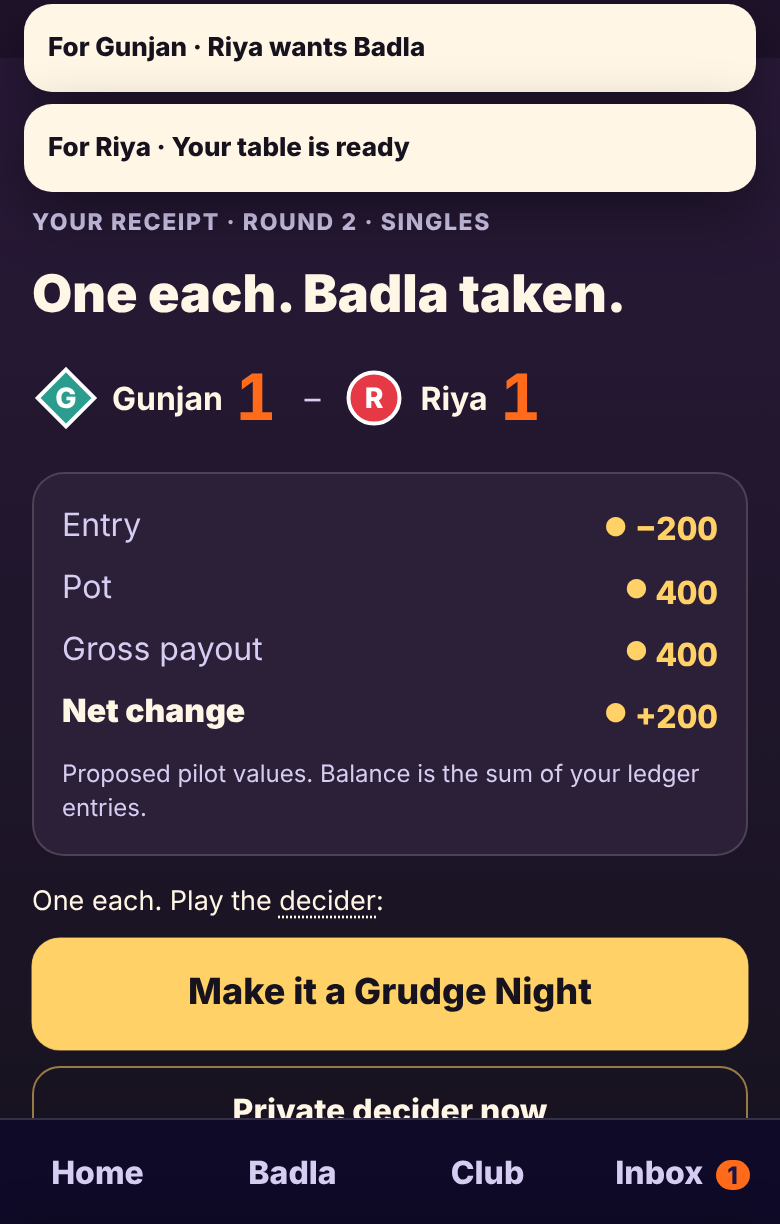 For Gunjan · Riya wants Badla
For Riya · Your table is ready
YOUR RECEIPT · ROUND 2 · SINGLES
One each. Badla taken.
G Gunjan 1 – R Riya 1
Entry −200
Pot 400
Gross payout 400
Net change +200
Proposed pilot values. Balance is the sum of your ledger
entries.
One each. Play the decider:
Make it a Grudge Night
Private decider now
Home Badla Club Inbox 1